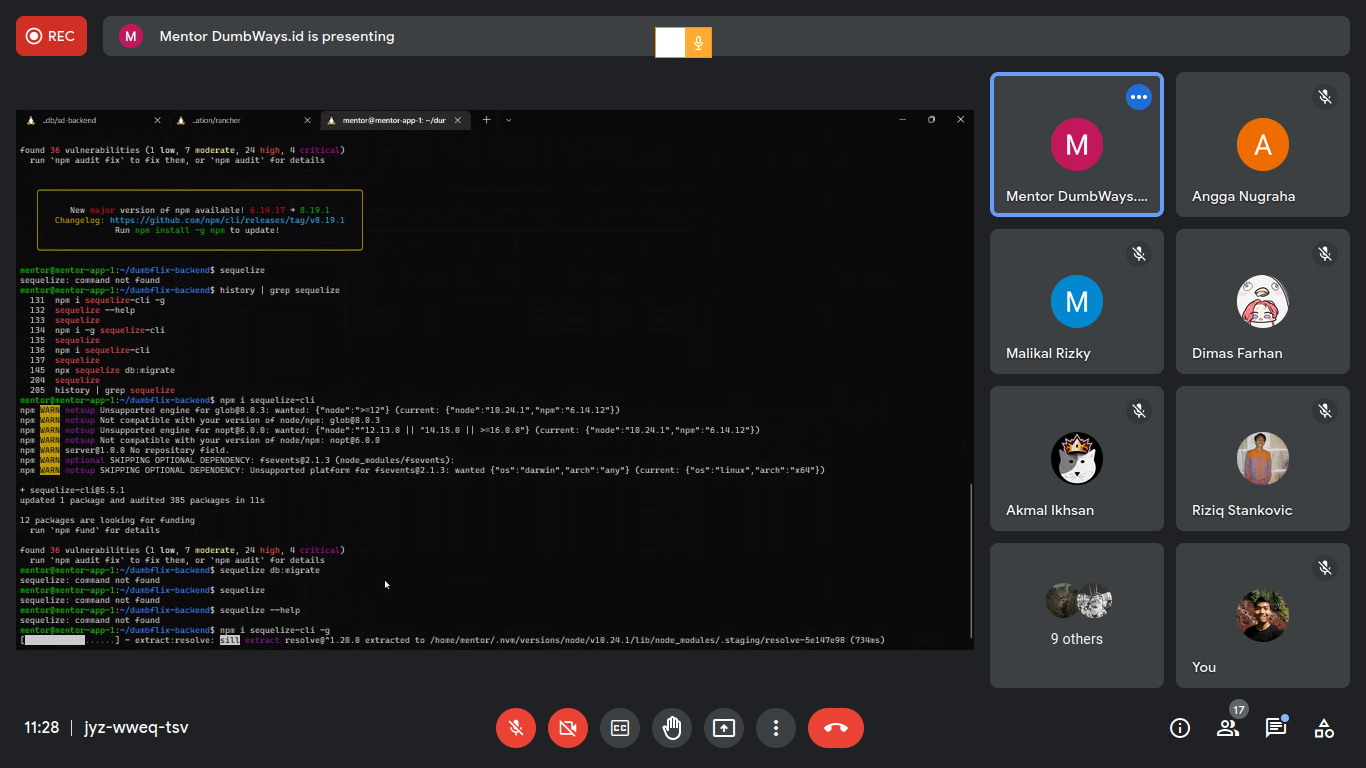 REC
M
Mentor DumbWays.id is presenting
_db/sd-backend
_ation/rancher
mentor@mentor-app-1: ~/dur
found 36 vulnerabilities (1 low, 7 moderate, 24 high, 4 critical)
run `npm audit fix` to fix them, or `npm audit` for details
New major version of npm available! 6.14.17 → 8.19.1
Changelog: https://github.com/npm/cli/releases/tag/v8.19.1
Run npm install -g npm to update!
mentor@mentor-app-1:~/dumbflix-backend$ sequelize
sequelize: command not found
mentor@mentor-app-1:~/dumbflix-backend$ history | grep sequelize
131 npm i sequelize-cli -g
132 sequelize --help
133 sequelize
134 npm i -g sequelize-cli
135 sequelize
136 npm i sequelize-cli
137 sequelize
145 npx sequelize db:migrate
204 sequelize
205 history | grep sequelize
mentor@mentor-app-1:~/dumbflix-backend$ npm i sequelize-cli
npm WARN notsup Unsupported engine for glob@8.0.3: wanted: {"node":">=12"} (current: {"node":"10.24.1","npm":"6.14.12"})
npm WARN notsup Not compatible with your version of node/npm: glob@8.0.3
npm WARN notsup Unsupported engine for nopt@6.0.0: wanted: {"node":"^12.13.0 || ^14.15.0 || >=16.0.0"} (current: {"node":"10.24.1","npm":"6.14.12"})
npm WARN notsup Not compatible with your version of node/npm: nopt@6.0.0
npm WARN server@1.0.0 No repository field.
npm WARN optional SKIPPING OPTIONAL DEPENDENCY: fsevents@2.1.3 (node_modules/fsevents):
npm WARN notsup SKIPPING OPTIONAL DEPENDENCY: Unsupported platform for fsevents@2.1.3: wanted {"os":"darwin","arch":"any"} (current: {"os":"linux","arch":"x64"})
+ sequelize-cli@5.5.1
updated 1 package and audited 385 packages in 11s
12 packages are looking for funding
run `npm fund` for details
found 36 vulnerabilities (1 low, 7 moderate, 24 high, 4 critical)
run `npm audit fix` to fix them, or `npm audit` for details
mentor@mentor-app-1:~/dumbflix-backend$ sequelize db:migrate
sequelize: command not found
mentor@mentor-app-1:~/dumbflix-backend$ sequelize
sequelize: command not found
mentor@mentor-app-1:~/dumbflix-backend$ sequelize --help
sequelize: command not found
mentor@mentor-app-1:~/dumbflix-backend$ npm i sequelize-cli -g
[ ......] - extract:resolve: sill extract resolve@^1.20.0 extracted to /home/mentor/.nvm/versions/node/v10.24.1/lib/node_modules/.staging/resolve-5e147e98 (734ms)
M
Mentor DumbWays....
A
Angga Nugraha
M
Malikal Rizky
Dimas Farhan
Akmal Ikhsan
Riziq Stankovic
9 others
You
11:28 | jyz-wweq-tsv
CC
17